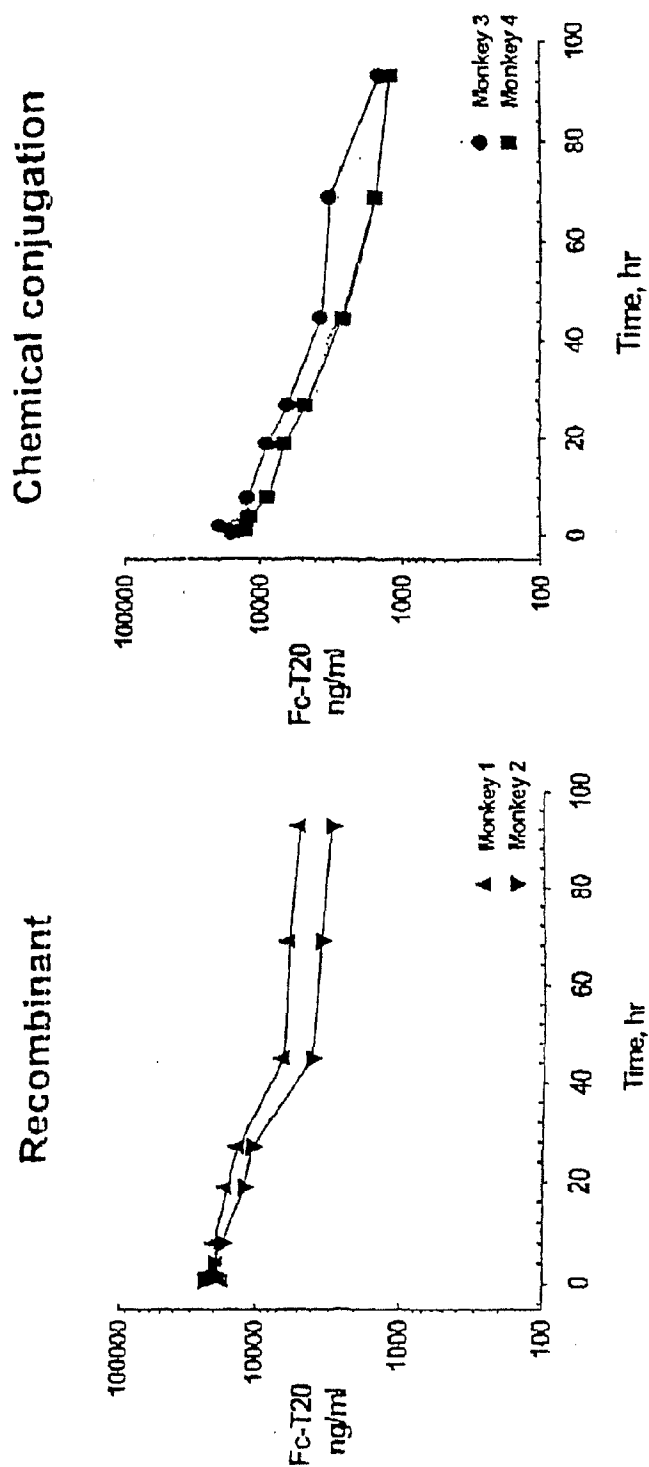 Recombinant
Fc-T20
ng/ml
100000
10000
1000
100
0
20
40
60
80
100
Time, hr
Monkey 1
Monkey 2
Chemical conjugation
Fc-T20
ng/ml
100000
10000
1000
100
0
20
40
60
80
100
Time, hr
Monkey 3
Monkey 4